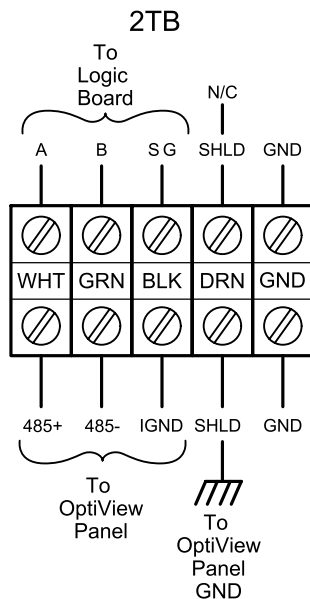 2TB
To
Logic
Board
N/C
A B SG SHLD GND
WHT GRN BLK DRN GND
485+ 485- IGND SHLD GND
To
OptiView
Panel
To
OptiView
Panel
GND